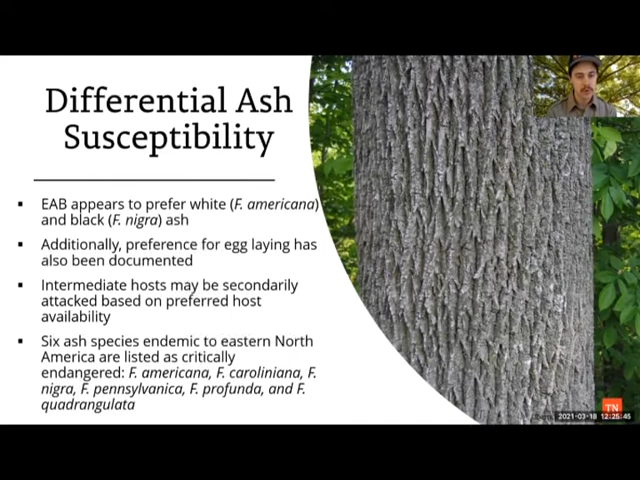 Differential Ash
Susceptibility
▪ EAB appears to prefer white (F. americana)
and black (F. nigra) ash
▪ Additionally, preference for egg laying has
also been documented
▪ Intermediate hosts may be secondarily
attacked based on preferred host
availability
▪ Six ash species endemic to eastern North
America are listed as critically
endangered: F. americana, F. caroliniana, F.
nigra, F. pennsylvanica, F. profunda, and F.
quadrangulata
TN
2021-03-18 12:25:45